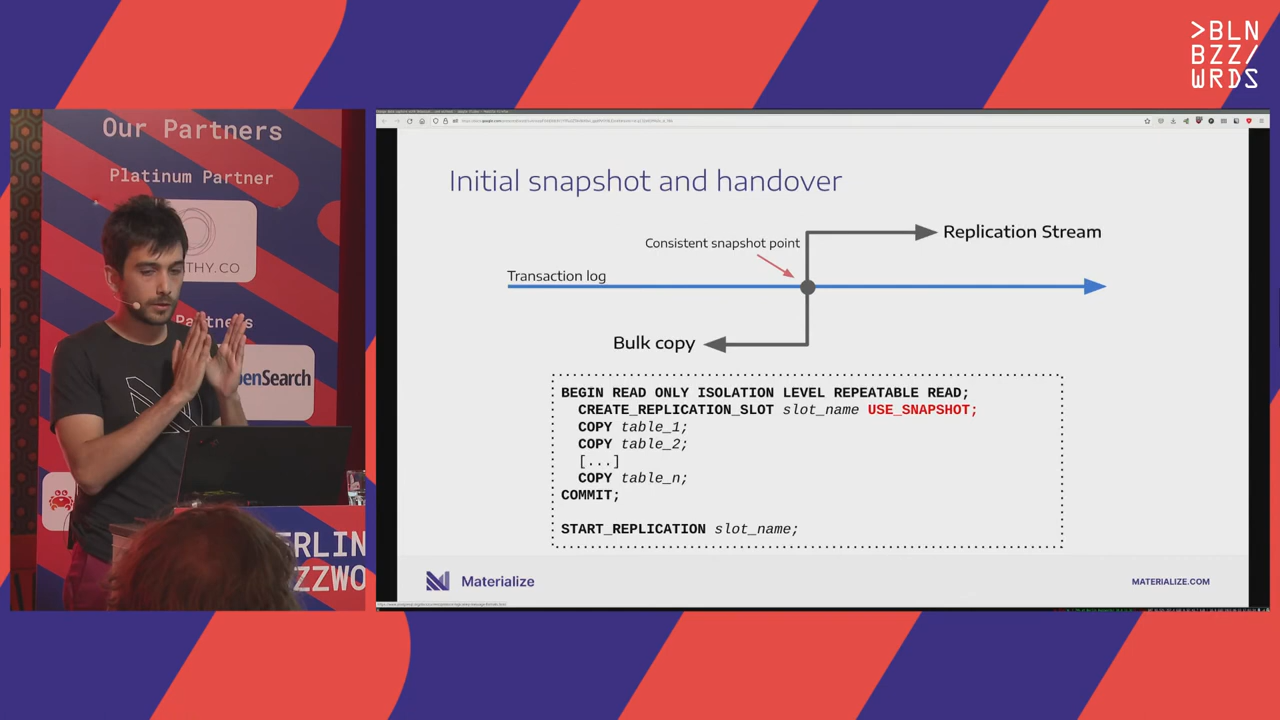 >BLN
BZZ/
WRDS
Our Partners
Platinum Partner
THY.CO
Partners
enSearch
ERLIN
ZZWO
Initial snapshot and handover
Replication Stream
Consistent snapshot point
Transaction log
Bulk copy
BEGIN READ ONLY ISOLATION LEVEL REPEATABLE READ;
CREATE_REPLICATION_SLOT slot_name USE_SNAPSHOT;
COPY table_1;
COPY table_2;
[...]
COPY table_n;
COMMIT;
START_REPLICATION slot_name;
Materialize
MATERIALIZE.COM